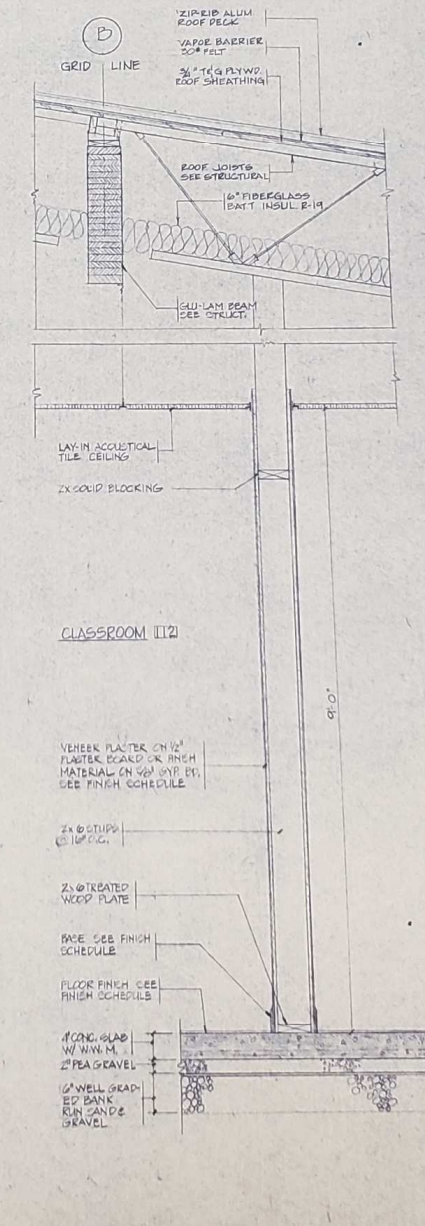 B
GRID LINE
ZIP-RIB ALUM.
ROOF DECK
VAPOR BARRIER
30# FELT
3/4" T&G PLYWD.
ROOF SHEATHING
ROOF JOISTS
SEE STRUCTURAL
6" FIBERGLASS
BATT INSUL. R-19
GLU-LAM BEAM
SEE STRUCT.
LAY-IN ACOUSTICAL
TILE CEILING
2X SOLID BLOCKING
CLASSROOM 112
9'-0"
VENEER PLASTER ON 1/2"
PLASTER BOARD OR FINISH
MATERIAL ON 5/8" GYP. BD.
SEE FINISH SCHEDULE
2x6 STUDS
@ 16" O.C.
2x6 TREATED
WOOD PLATE
BASE SEE FINISH
SCHEDULE
FLOOR FINISH SEE
FINISH SCHEDULE
4" CONC. SLAB
W/ W.W.M.
2" PEA GRAVEL
6" WELL GRAD-
ED BANK
RUN SAND &
GRAVEL